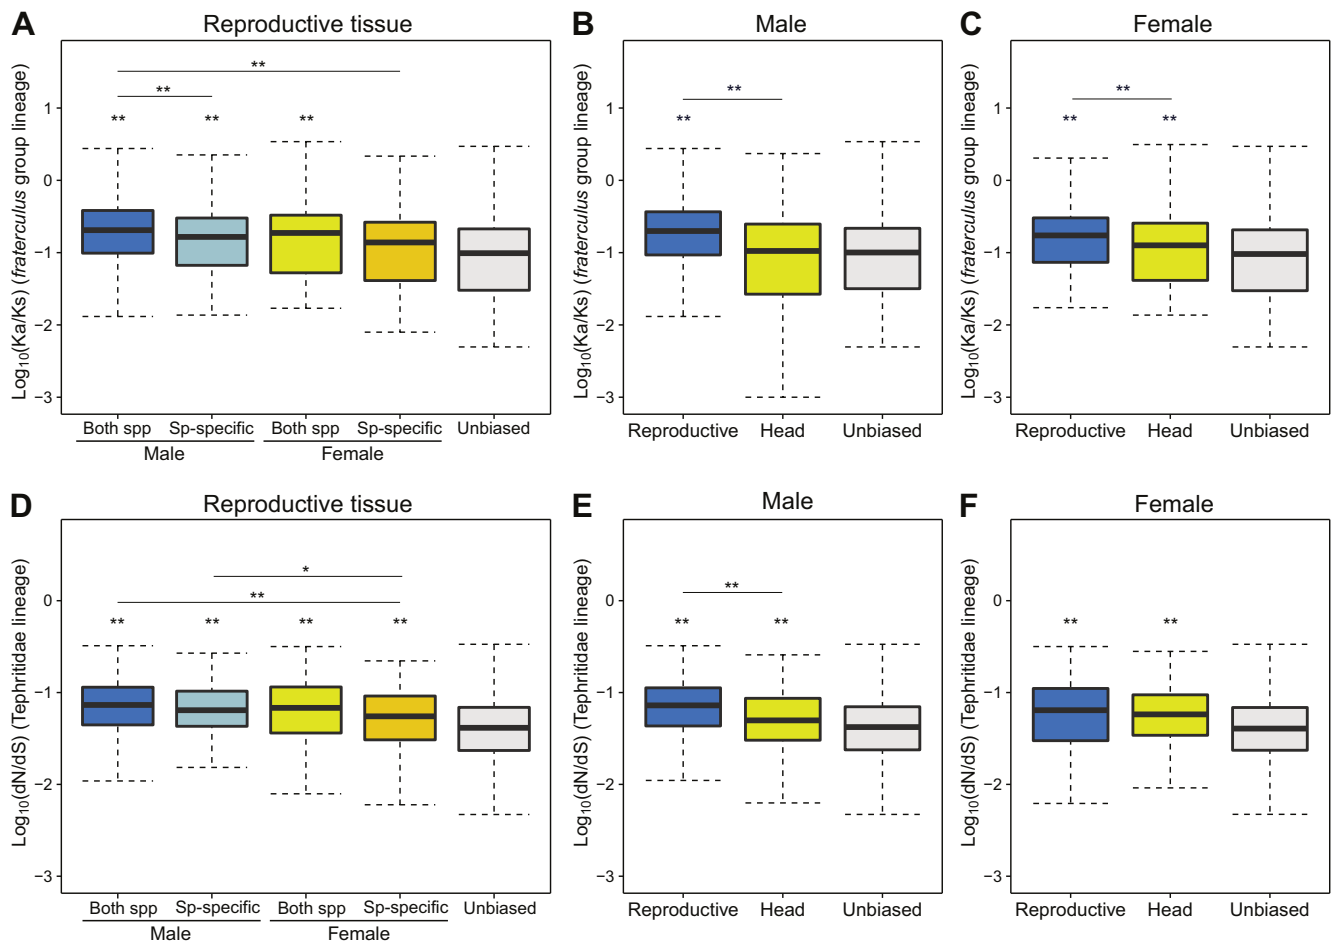 A Reproductive tissue
Log10(Ka/Ks) (fraterculus group lineage)
1
0
−1
−2
−3
**
**
** ** **
Both spp Sp-specific Both spp Sp-specific Unbiased
Male Female
B Male
Log10(Ka/Ks) (fraterculus group lineage)
1
0
−1
−2
−3
**
**
Reproductive Head Unbiased
C Female
Log10(Ka/Ks) (fraterculus group lineage)
1
0
−1
−2
−3
**
** **
Reproductive Head Unbiased
D Reproductive tissue
Log10(dN/dS) (Tephritidae lineage)
0
−1
−2
−3
*
**
** ** ** **
Both spp Sp-specific Both spp Sp-specific Unbiased
Male Female
E Male
Log10(dN/dS) (Tephritidae lineage)
0
−1
−2
−3
**
** **
Reproductive Head Unbiased
F Female
Log10(dN/dS) (Tephritidae lineage)
0
−1
−2
−3
** **
Reproductive Head Unbiased